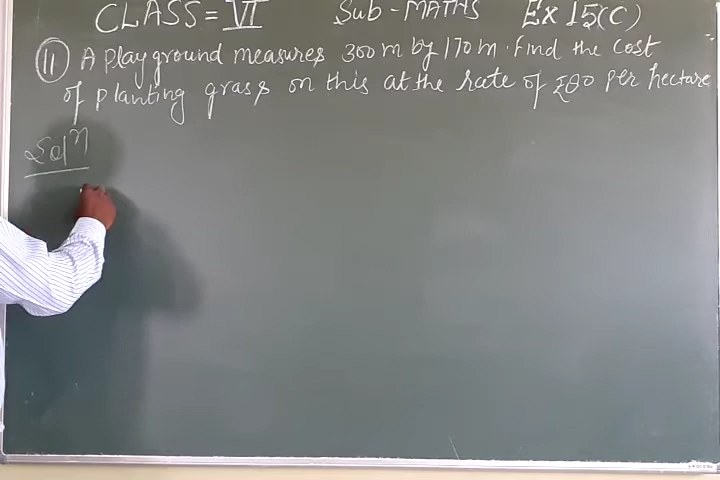 CLASS = VI Sub - MATHS EX 15(C)
11 A playground measures 300 m by 170 m. Find the cost
of planting grass on this at the rate of ₹80 per hectare
Solⁿ